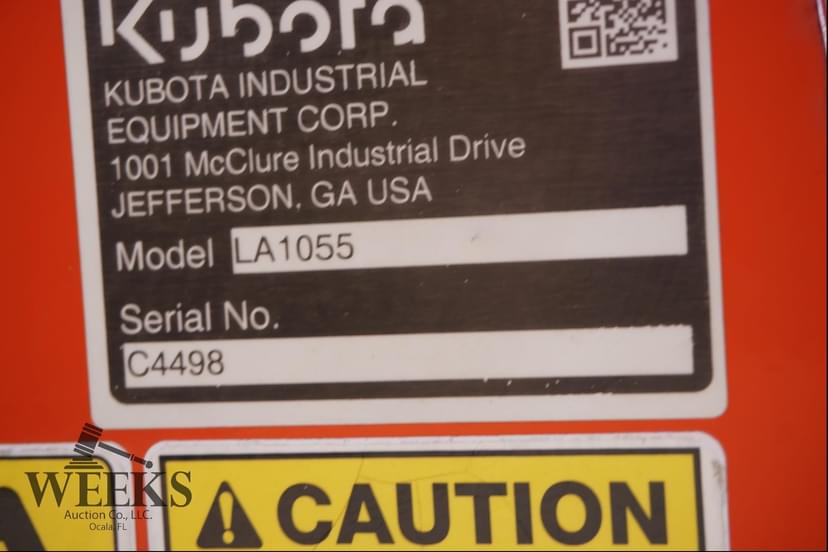 Kubota
KUBOTA INDUSTRIAL
EQUIPMENT CORP.
1001 McClure Industrial Drive
JEFFERSON, GA USA
Model LA1055
Serial No.
C4498
WEEKS
Auction Co., LLC.
Ocala, FL
CAUTION